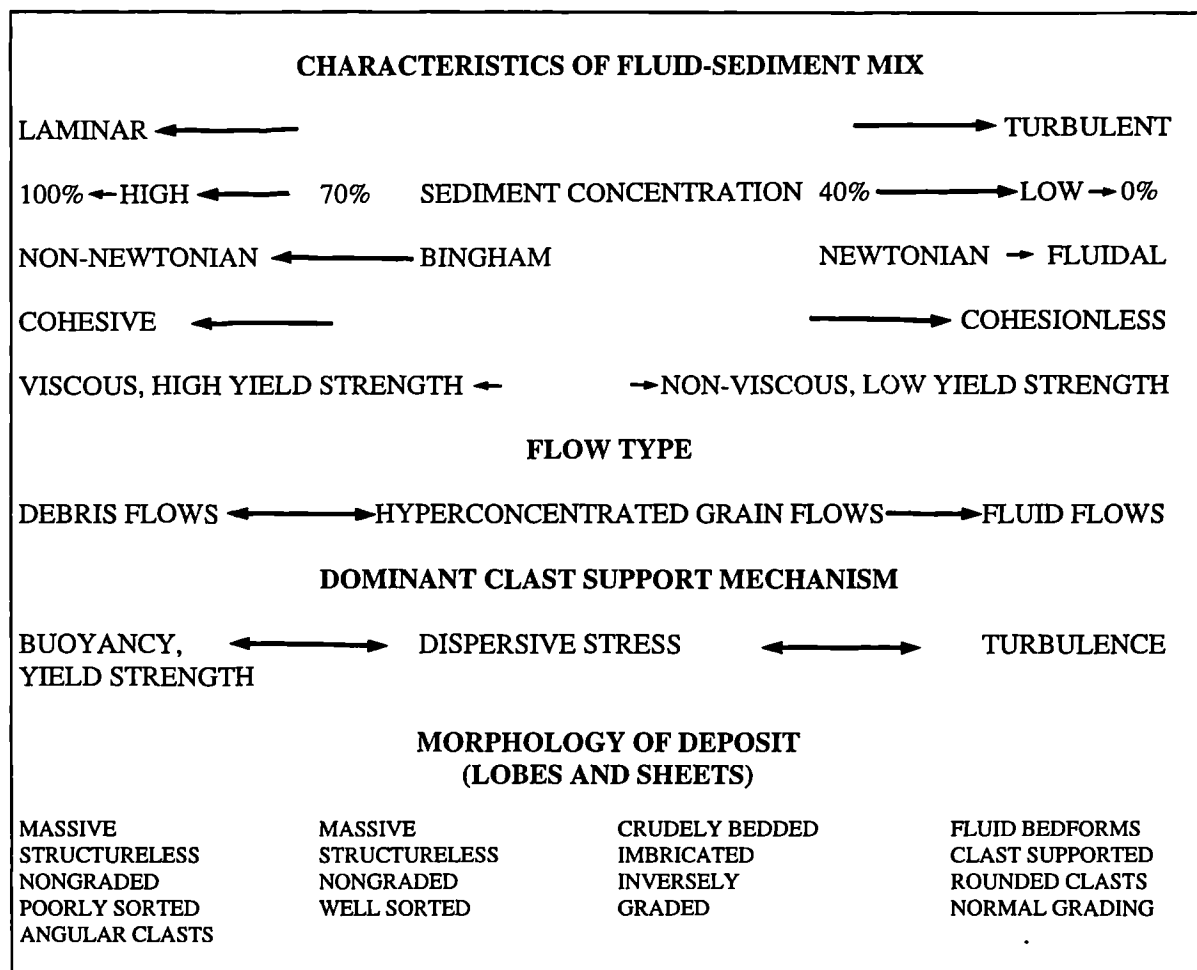 CHARACTERISTICS OF FLUID-SEDIMENT MIX
LAMINAR TURBULENT
100% HIGH 70% SEDIMENT CONCENTRATION 40% LOW 0%
NON-NEWTONIAN BINGHAM NEWTONIAN FLUIDAL
COHESIVE COHESIONLESS
VISCOUS, HIGH YIELD STRENGTH NON-VISCOUS, LOW YIELD STRENGTH
FLOW TYPE
DEBRIS FLOWS HYPERCONCENTRATED GRAIN FLOWS FLUID FLOWS
DOMINANT CLAST SUPPORT MECHANISM
BUOYANCY, DISPERSIVE STRESS TURBULENCE
YIELD STRENGTH
MORPHOLOGY OF DEPOSIT
(LOBES AND SHEETS)
MASSIVE MASSIVE CRUDELY BEDDED FLUID BEDFORMS
STRUCTURELESS STRUCTURELESS IMBRICATED CLAST SUPPORTED
NONGRADED NONGRADED INVERSELY ROUNDED CLASTS
POORLY SORTED WELL SORTED GRADED NORMAL GRADING
ANGULAR CLASTS